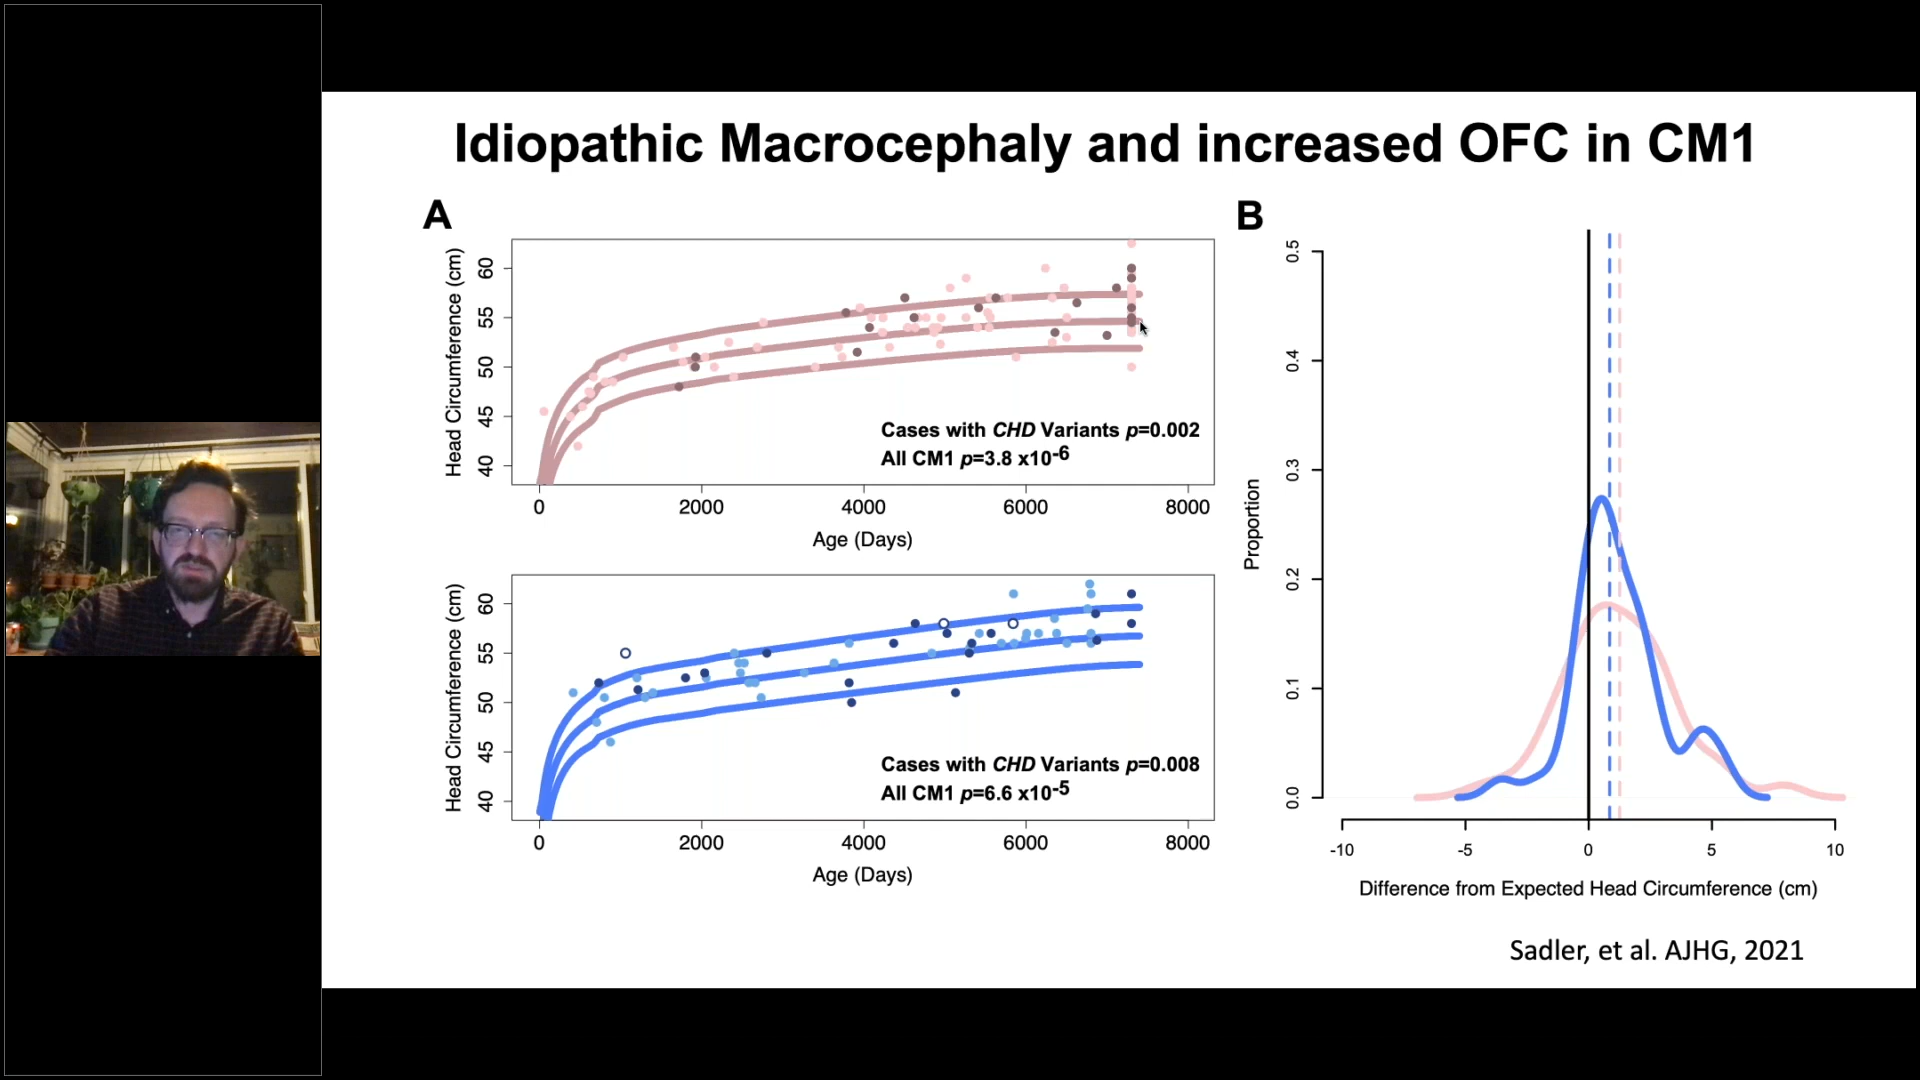 Idiopathic Macrocephaly and increased OFC in CM1
A
Head Circumference (cm)
60
55
50
45
40
Cases with CHD Variants p=0.002
All CM1 p=3.8 x10-6
0 2000 4000 6000 8000
Age (Days)
Head Circumference (cm)
60
55
50
45
40
Cases with CHD Variants p=0.008
All CM1 p=6.6 x10-5
0 2000 4000 6000 8000
Age (Days)
B
Proportion
0.5
0.4
0.3
0.2
0.1
0.0
-10 -5 0 5 10
Difference from Expected Head Circumference (cm)
Sadler, et al. AJHG, 2021